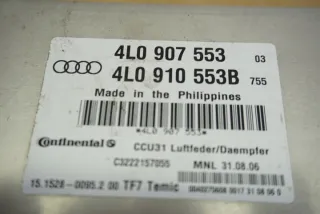 4L0 907 553 03
4L0 910 553B 755
Made in the Philippines
*4L0 907 553*
Continental CCU31 Luftfeder/Daempfer
C3222157055 MNL 31.08.06
15.1528-0095.2 00 TF7 Temic